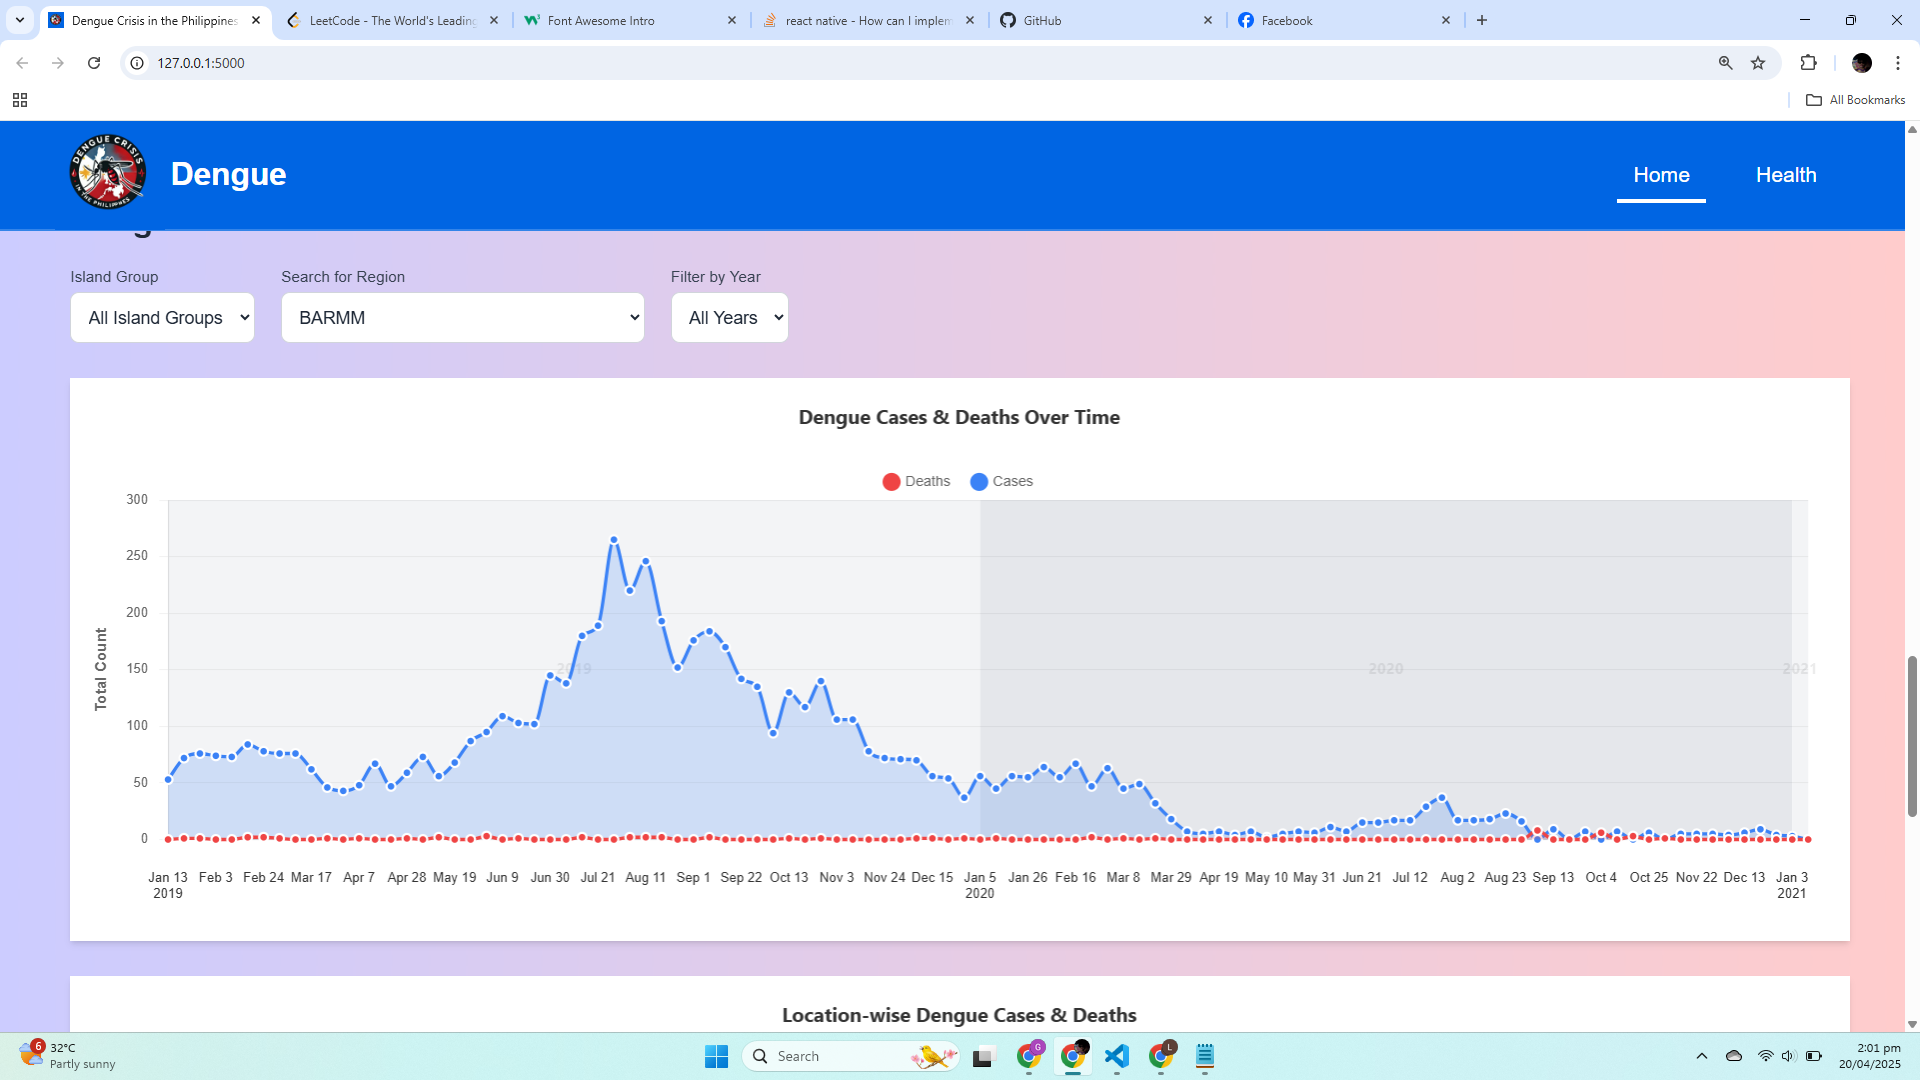 Dengue Crisis in the Philippines
LeetCode - The World's Leading
Font Awesome Intro
react native - How can I implem
GitHub
Facebook
127.0.0.1:5000
All Bookmarks
DENGUE CRISIS
IN THE PHILIPPINES
Dengue
Home
Health
Island Group
Search for Region
Filter by Year
All Island Groups
BARMM
All Years
Dengue Cases & Deaths Over Time
Deaths
Cases
Total Count
300
250
200
150
100
50
0
2019
2020
2021
Jan 13 Feb 3 Feb 24 Mar 17 Apr 7 Apr 28 May 19 Jun 9 Jun 30 Jul 21 Aug 11 Sep 1 Sep 22 Oct 13 Nov 3 Nov 24 Dec 15 Jan 5 Jan 26 Feb 16 Mar 8 Mar 29 Apr 19 May 10 May 31 Jun 21 Jul 12 Aug 2 Aug 23 Sep 13 Oct 4 Oct 25 Nov 22 Dec 13 Jan 3
2019 2020 2021
Location-wise Dengue Cases & Deaths
6
32°C
Partly sunny
Search
G
L
2:01 pm
20/04/2025